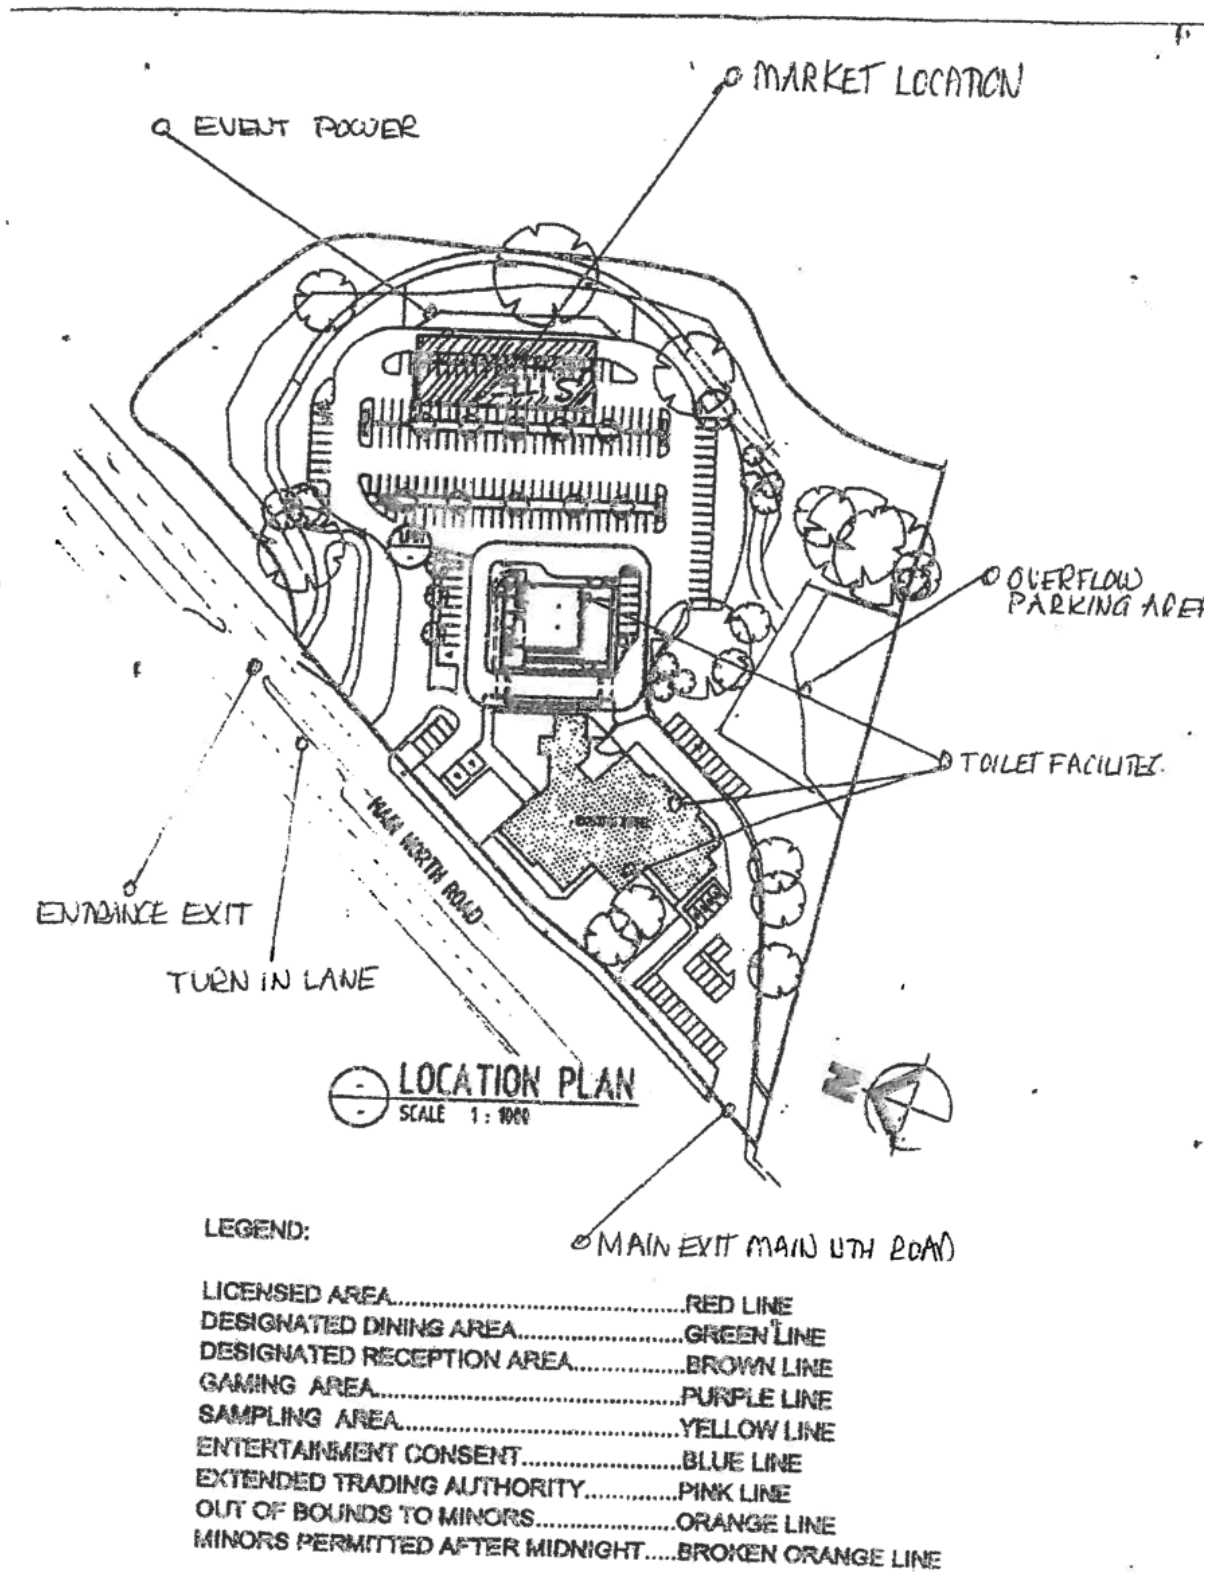 MARKET LOCATION
EVENT POWER
SITE
OVERFLOW
PARKING AREA
TOILET FACILITIES
ENTRANCE EXIT
TURN IN LANE
MAIN NORTH ROAD
LOCATION PLAN
SCALE 1 : 1000
N
MAIN EXIT MAIN NTH ROAD
LEGEND:
LICENSED AREA..................................RED LINE
DESIGNATED DINING AREA...................GREEN LINE
DESIGNATED RECEPTION AREA.............BROWN LINE
GAMING AREA...................................PURPLE LINE
SAMPLING AREA................................YELLOW LINE
ENTERTAINMENT CONSENT..................BLUE LINE
EXTENDED TRADING AUTHORITY...........PINK LINE
OUT OF BOUNDS TO MINORS................ORANGE LINE
MINORS PERMITTED AFTER MIDNIGHT.....BROKEN ORANGE LINE